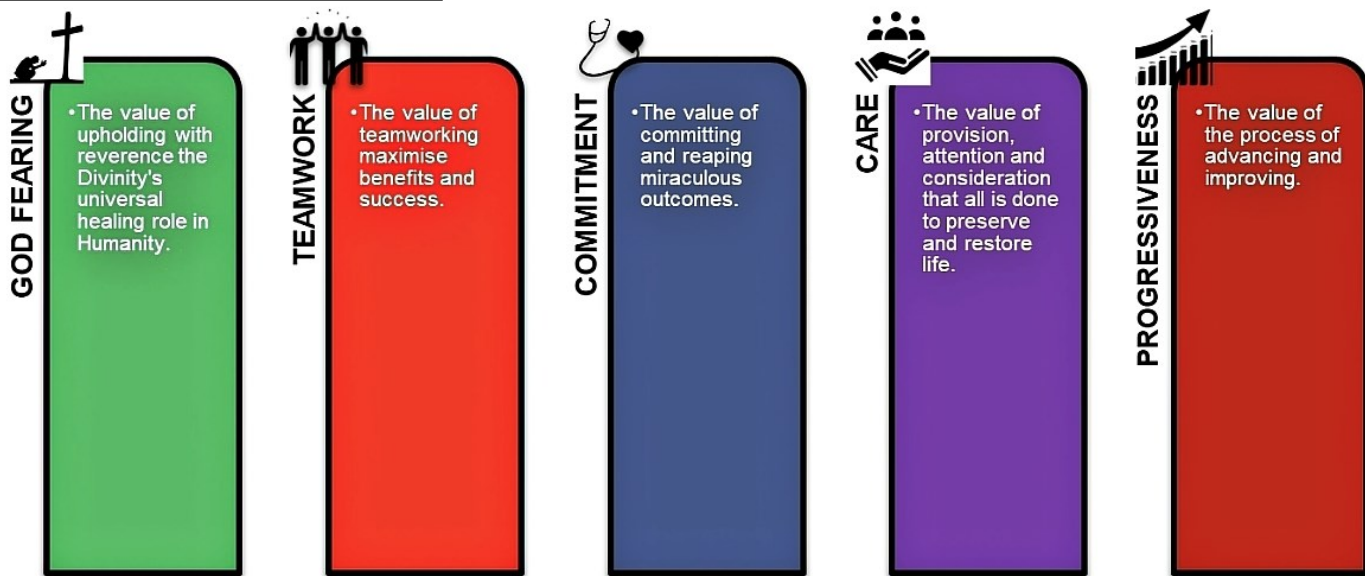 GOD FEARING
•The value of
upholding with
reverence the
Divinity's
universal
healing role in
Humanity.
TEAMWORK
•The value of
teamworking
maximise
benefits and
success.
COMMITMENT
•The value of
committing
and reaping
miraculous
outcomes.
CARE
•The value of
provision,
attention and
consideration
that all is done
to preserve
and restore
life.
PROGRESSIVENESS
•The value of
the process of
advancing and
improving.